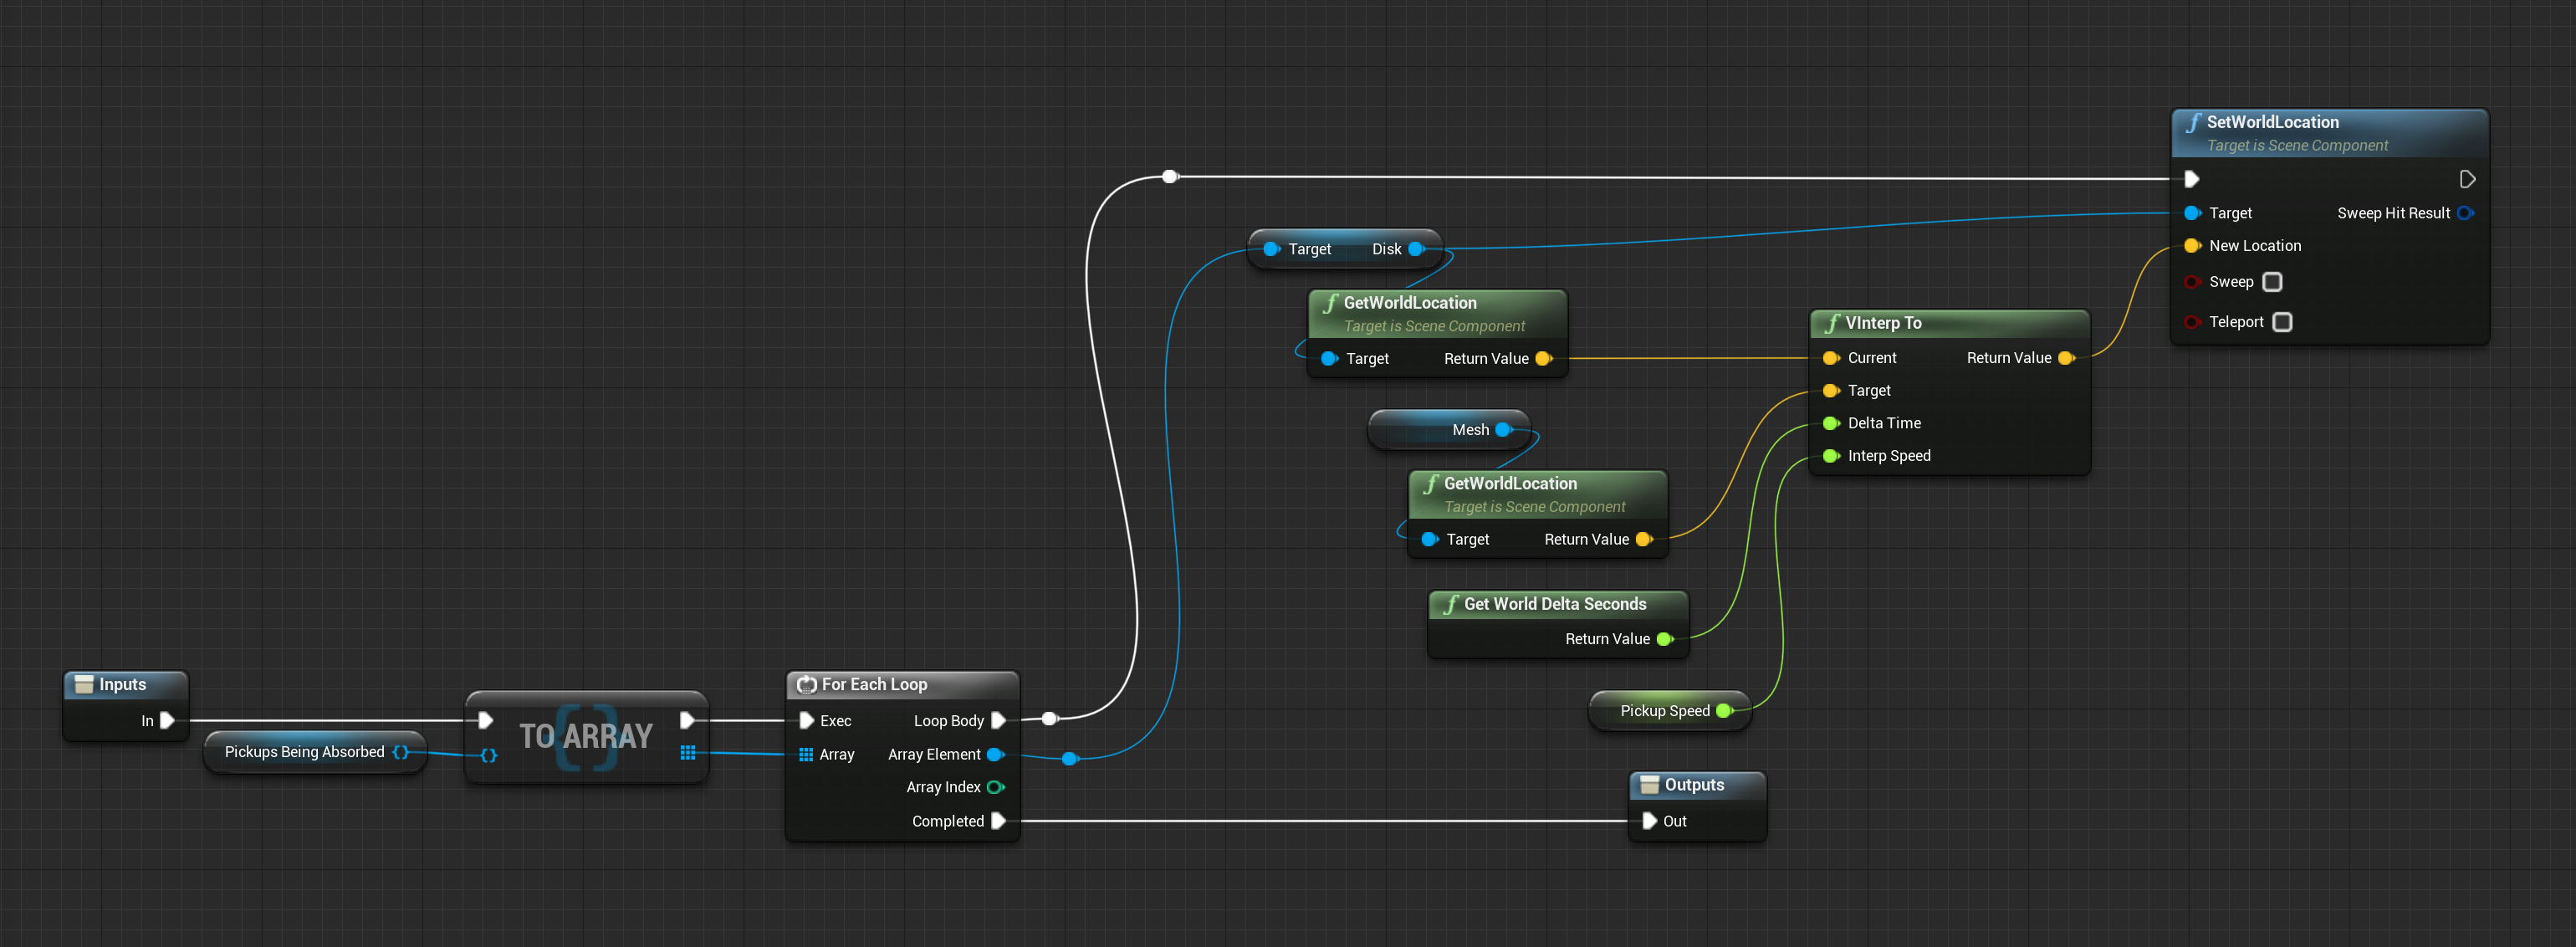 Inputs
In
Pickups Being Absorbed {}
{}
TO ARRAY
For Each Loop
Exec
Loop Body
Array
Array Element
Array Index
Completed
Target
Disk
f GetWorldLocation
Target is Scene Component
Target
Return Value
Mesh
f GetWorldLocation
Target is Scene Component
Target
Return Value
f Get World Delta Seconds
Return Value
Pickup Speed
Outputs
Out
f VInterp To
Current
Return Value
Target
Delta Time
Interp Speed
f SetWorldLocation
Target is Scene Component
Target
Sweep Hit Result
New Location
Sweep
Teleport